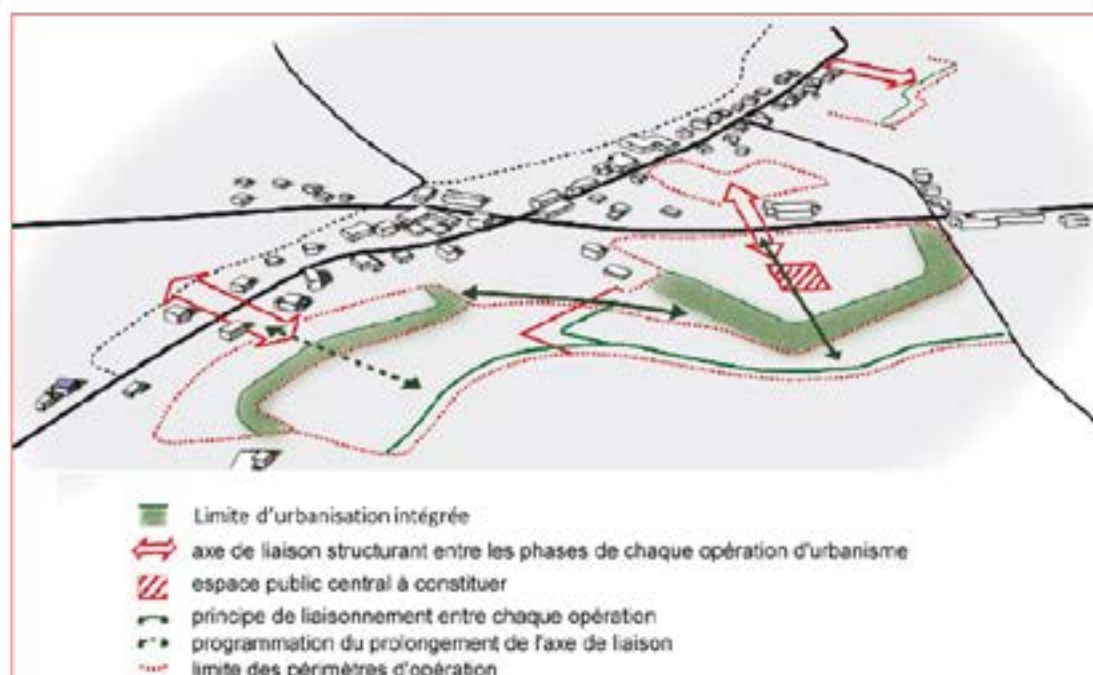 Limite d'urbanisation intégrée
axe de liaison structurant entre les phases de chaque opération d'urbanisme
espace public central à constituer
principe de liaisonnement entre chaque opération
programmation du prolongement de l'axe de liaison
limite des périmètres d'opération